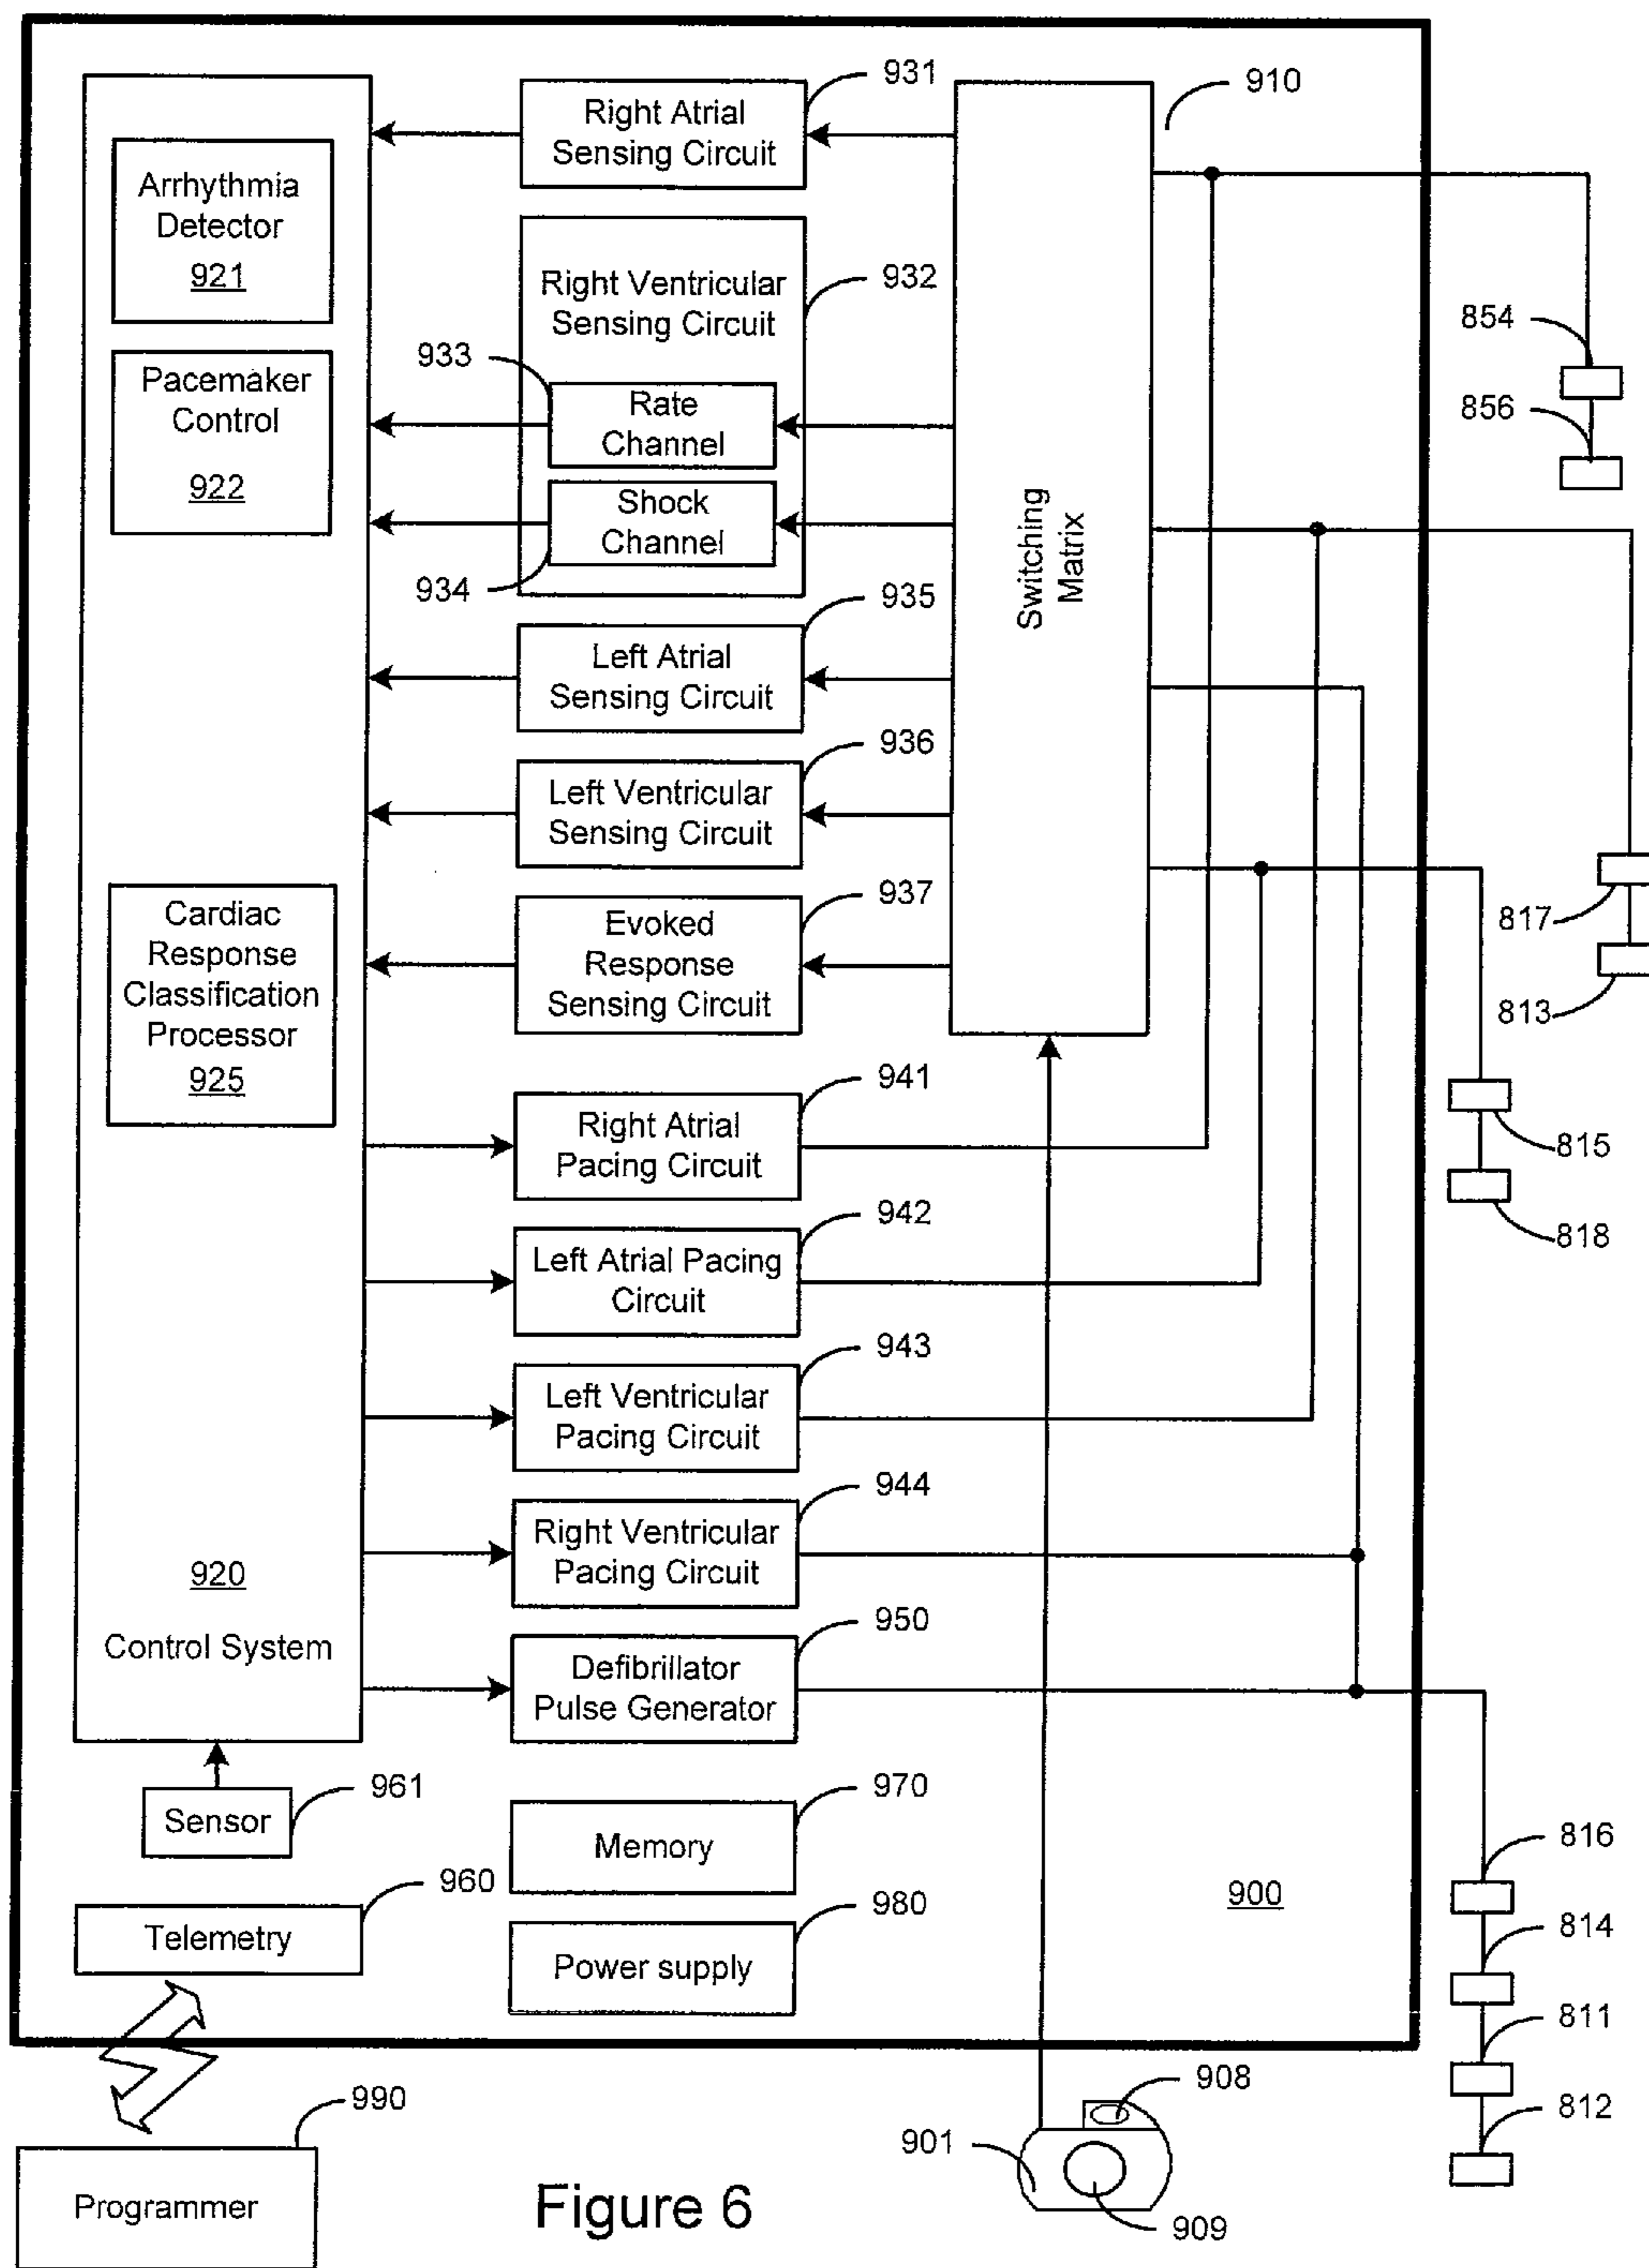 931
910
Right Atrial
Sensing Circuit
Arrhythmia
Detector
921
Right Ventricular
Sensing Circuit
932
933
Rate
Channel
Pacemaker
Control
922
Shock
Channel
934
Switching
Matrix
854
856
935
Left Atrial
Sensing Circuit
936
Left Ventricular
Sensing Circuit
937
Evoked
Response
Sensing Circuit
Cardiac
Response
Classification
Processor
925
817
813
815
818
941
Right Atrial
Pacing Circuit
942
Left Atrial Pacing
Circuit
943
Left Ventricular
Pacing Circuit
944
Right Ventricular
Pacing Circuit
920
Control System
950
Defibrillator
Pulse Generator
961
Sensor
970
Memory
960
Telemetry
980
Power supply
900
816
814
811
812
990
Programmer
908
901
909
Figure 6